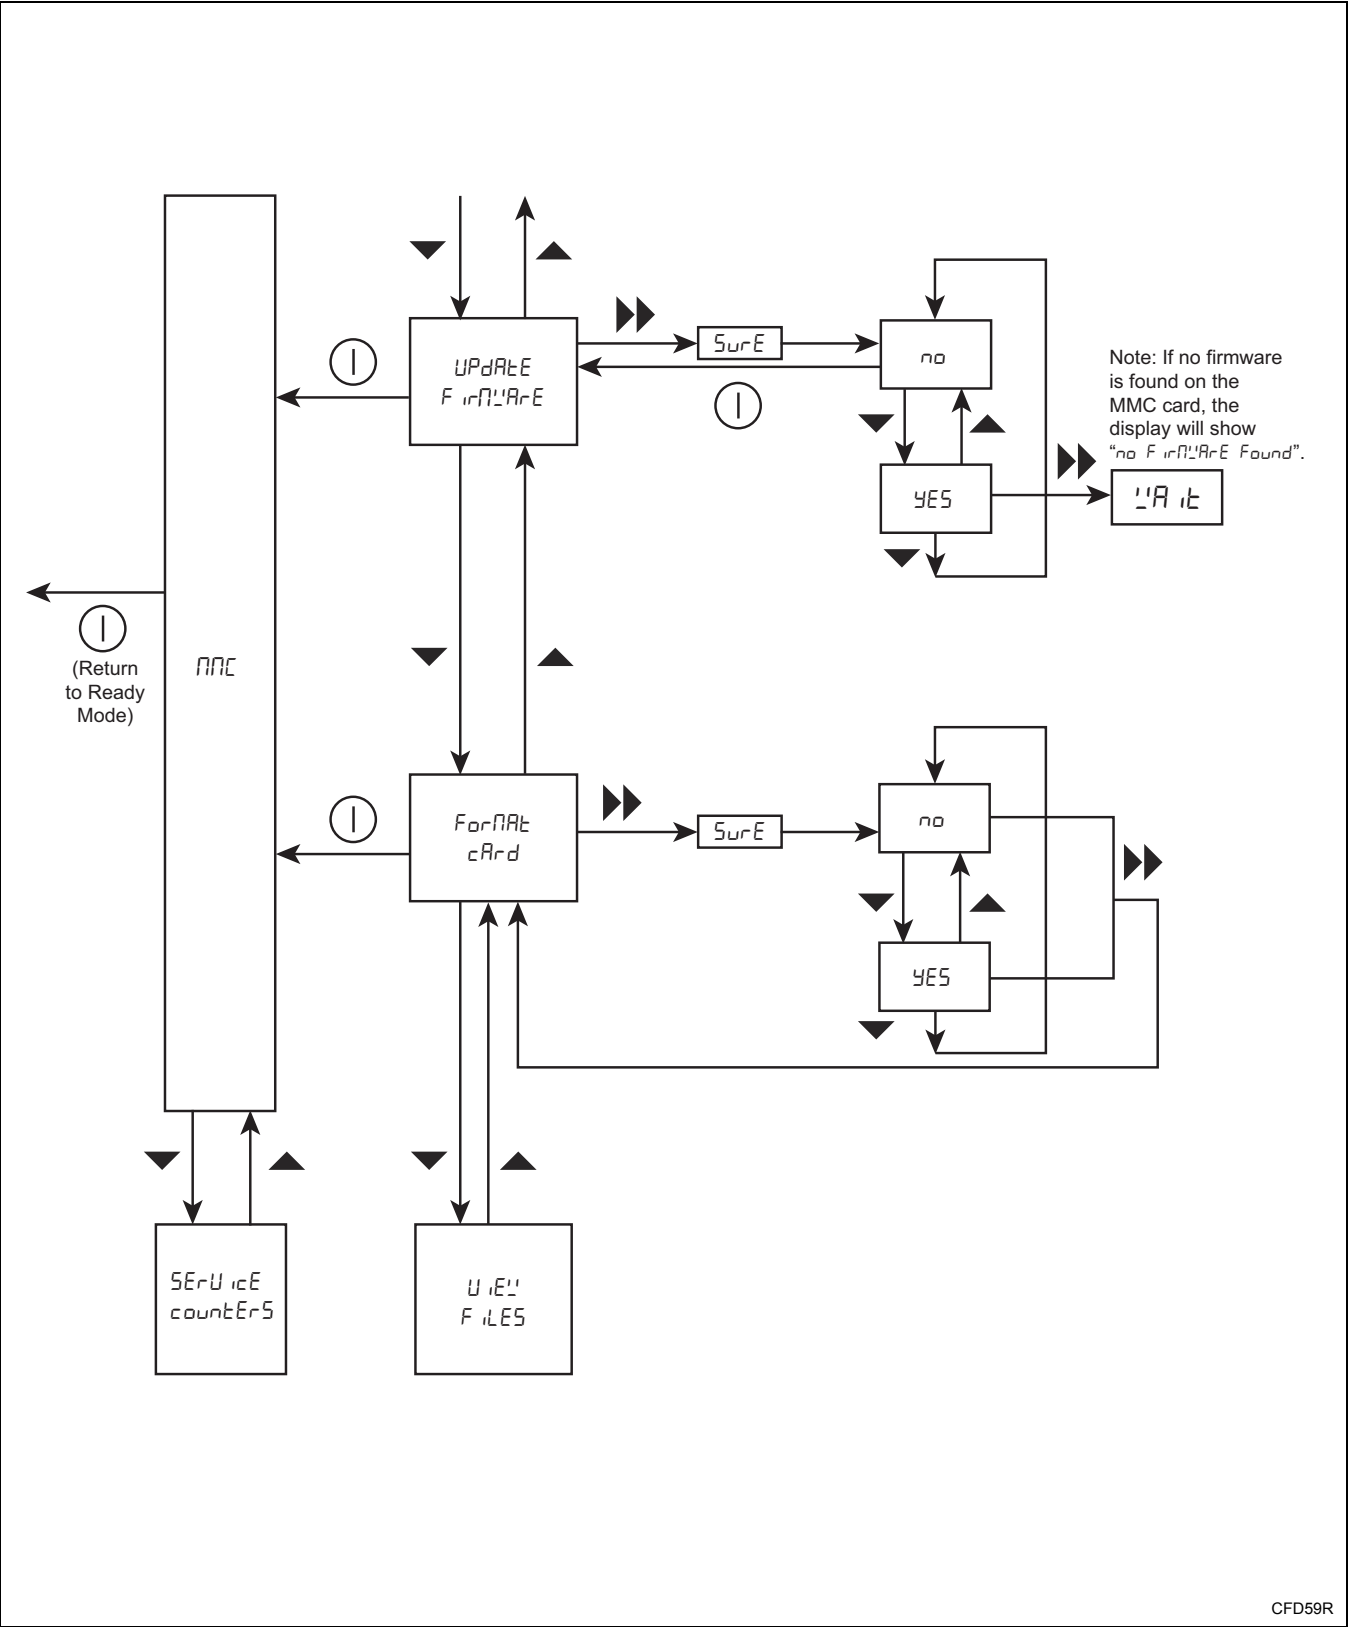 UPdAtE
FirMWArE
SurE
no
Note: If no firmware
is found on the
MMC card, the
display will show
“no FirMWArE Found”.
YES
WAit
(Return
to Ready
Mode)
MMC
ForMAt
cArd
SurE
no
YES
SErVicE
countErS
ViEW
FiLES
CFD59R